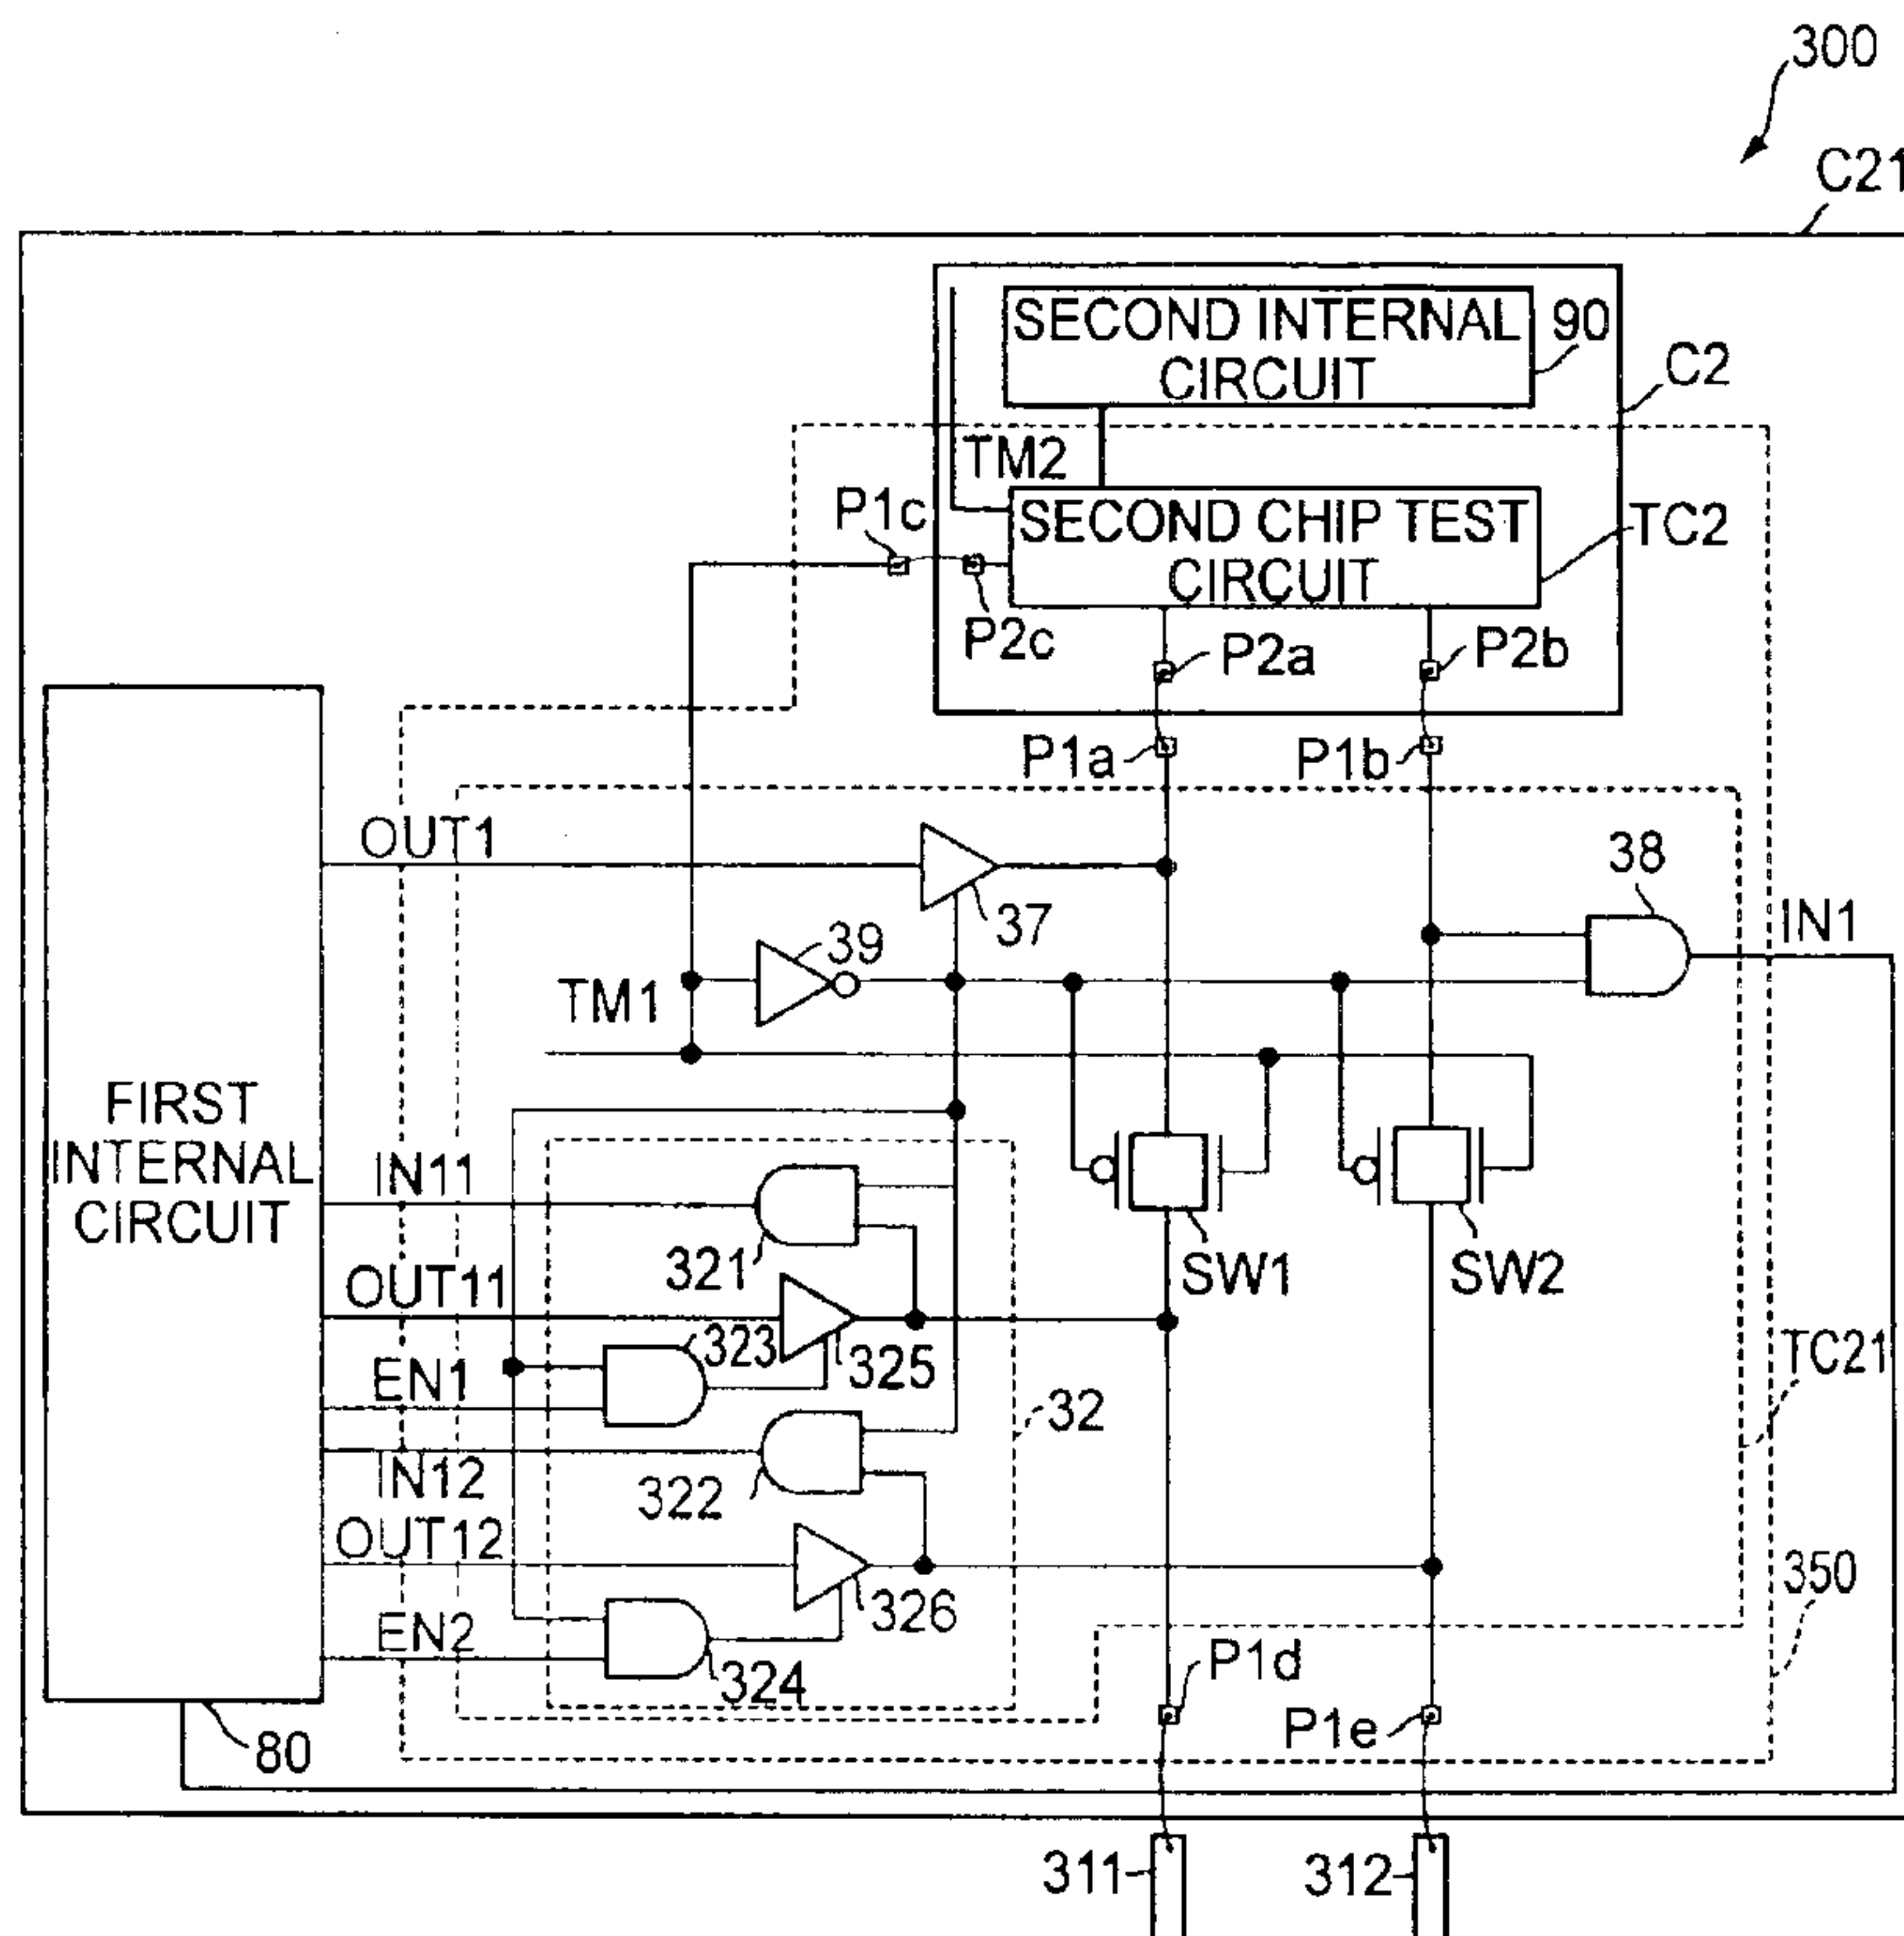 300
C21
SECOND INTERNAL
CIRCUIT
90
C2
TM2
P1c
SECOND CHIP TEST
CIRCUIT
TC2
P2c
P2a
P2b
P1a
P1b
OUT1
38
37
39
IN1
TM1
FIRST
INTERNAL
CIRCUIT
IN11
321
SW1
SW2
OUT11
323
325
TC21
EN1
32
IN12
322
OUT12
326
350
EN2
324
P1d
P1e
80
311
312